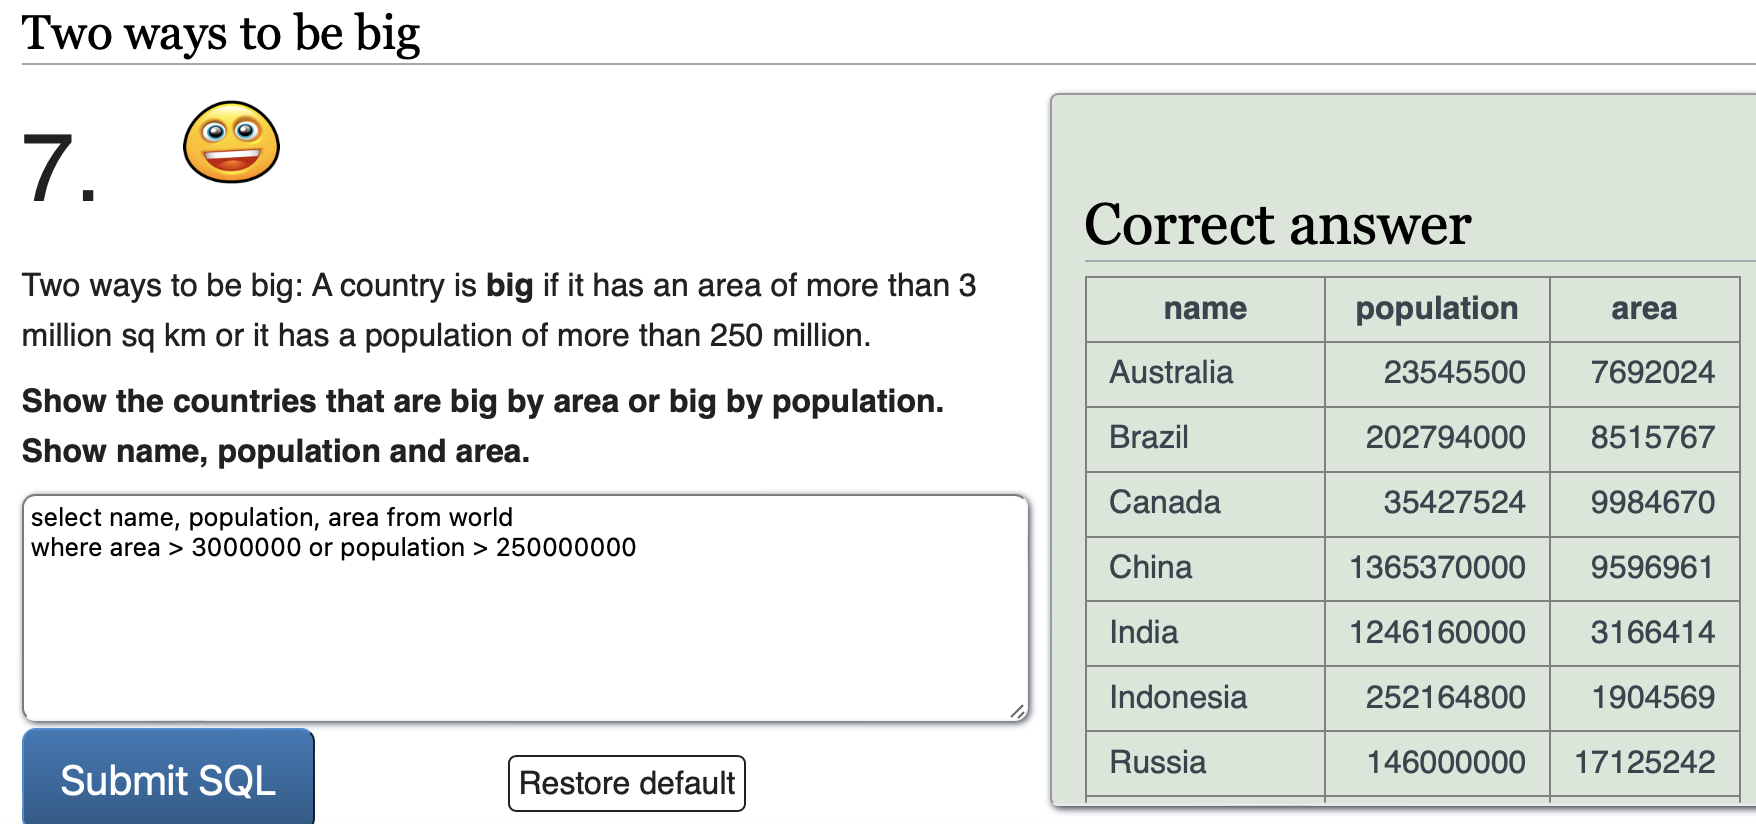 Two ways to be big
7.
Two ways to be big: A country is big if it has an area of more than 3
million sq km or it has a population of more than 250 million.
Show the countries that are big by area or big by population.
Show name, population and area.
select name, population, area from world
where area > 3000000 or population > 250000000
Submit SQL
Restore default
Correct answer
name population area
Australia 23545500 7692024
Brazil 202794000 8515767
Canada 35427524 9984670
China 1365370000 9596961
India 1246160000 3166414
Indonesia 252164800 1904569
Russia 146000000 17125242